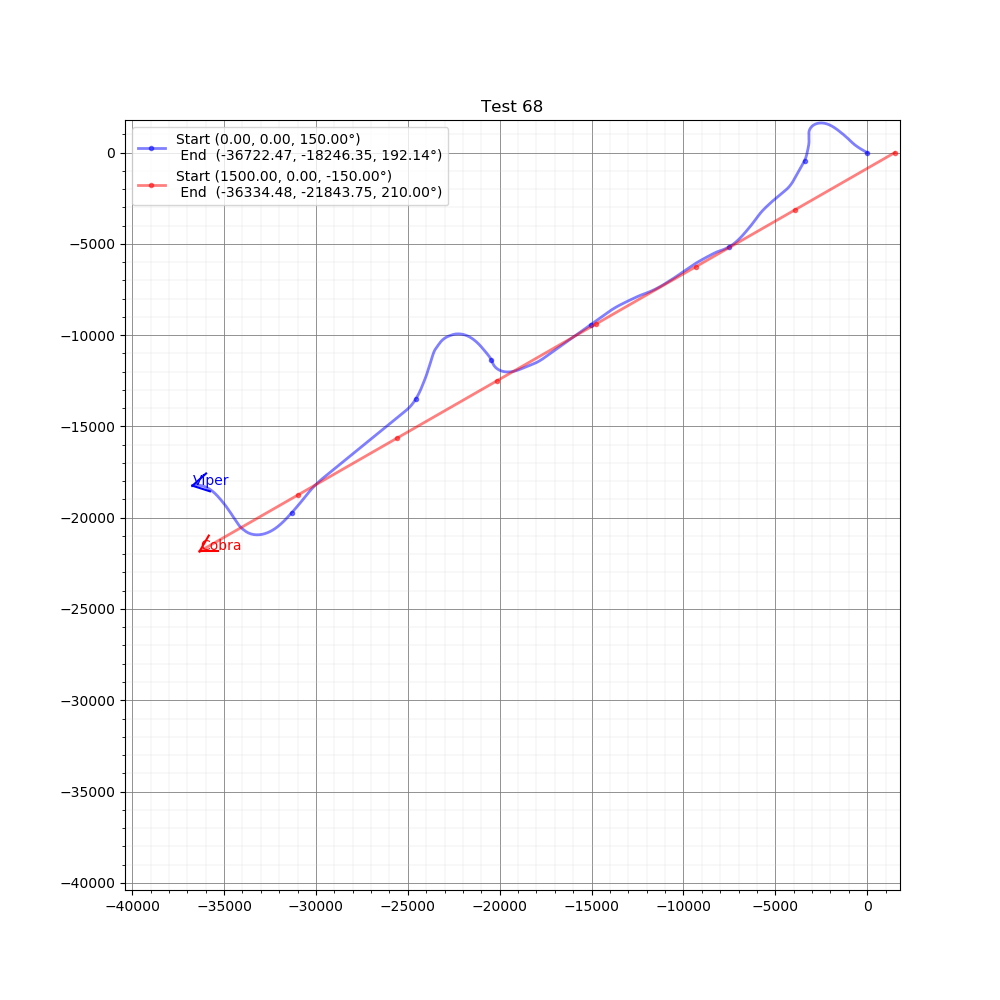 Test 68
Start (0.00, 0.00, 150.00°)
End (-36722.47, -18246.35, 192.14°)
Start (1500.00, 0.00, -150.00°)
End (-36334.48, -21843.75, 210.00°)
0
−5000
−10000
−15000
Viper
−20000
Cobra
−25000
−30000
−35000
−40000
−40000 −35000 −30000 −25000 −20000 −15000 −10000 −5000 0